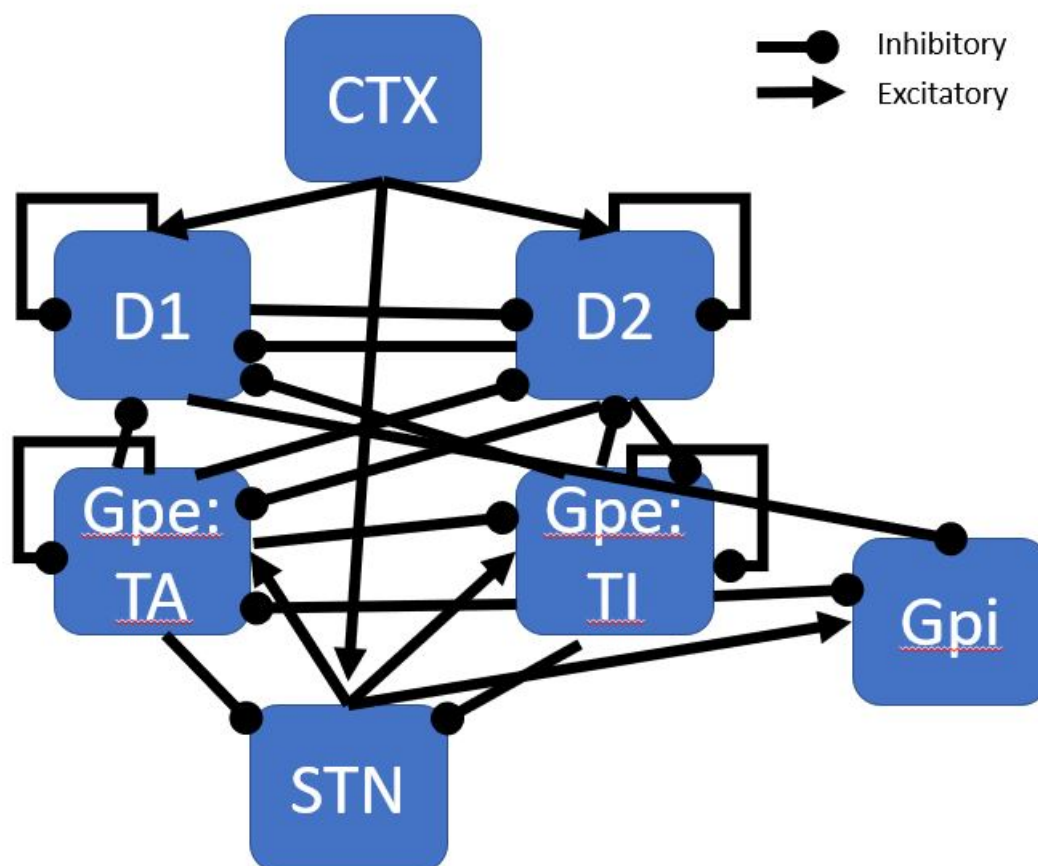 CTX
Inhibitory
Excitatory
D1
D2
Gpe:
TA
Gpe:
TI
Gpi
STN